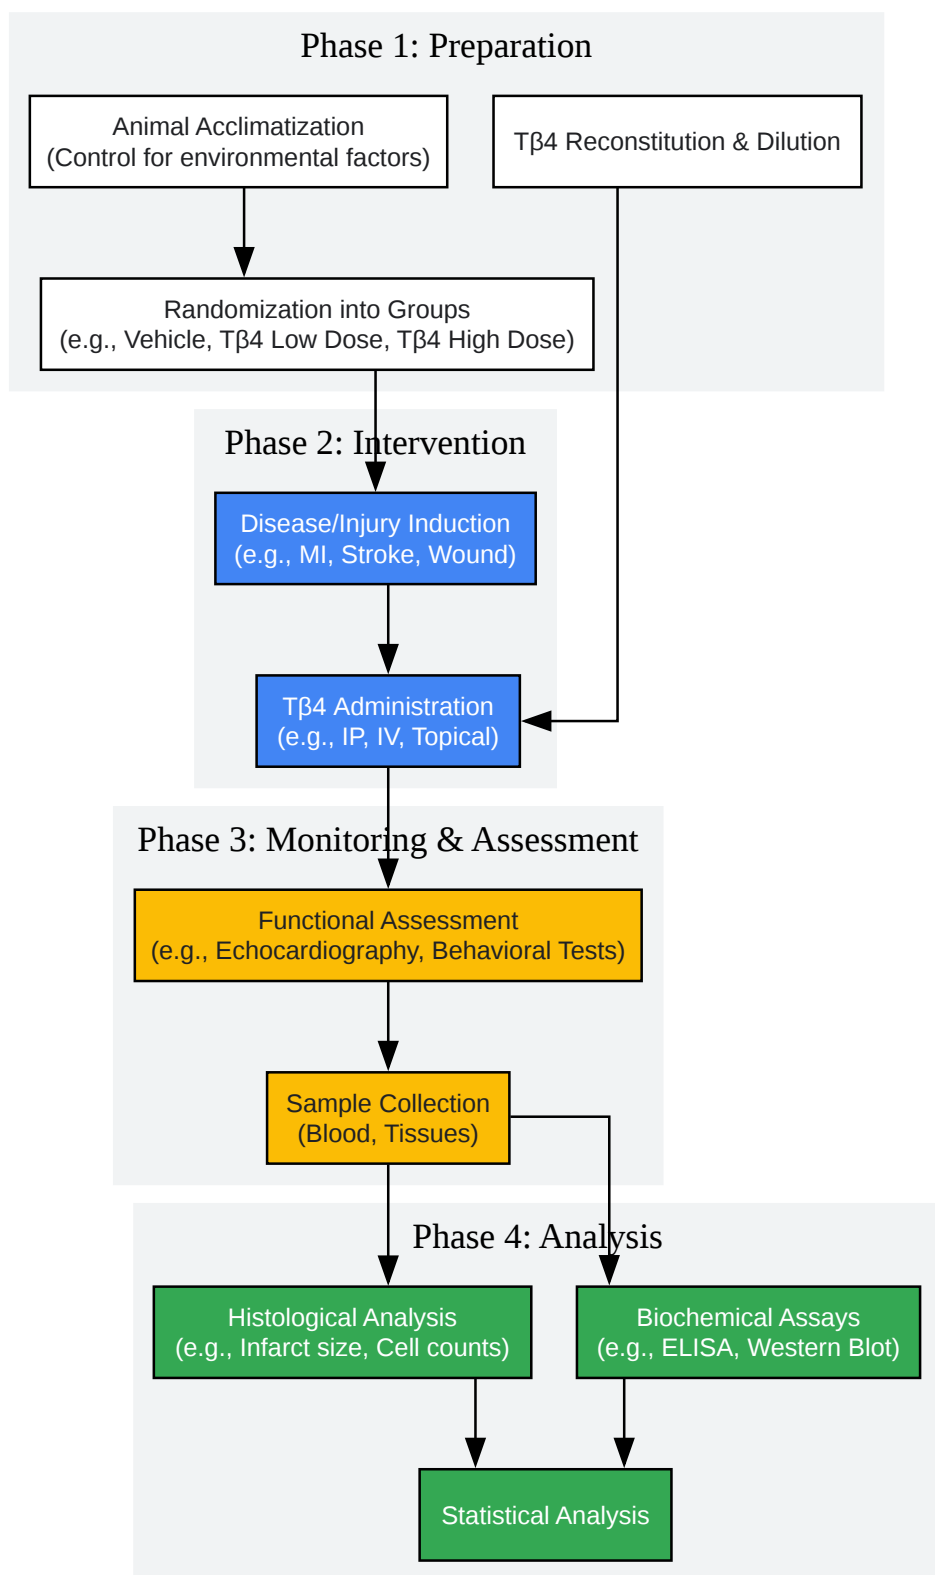 Phase 1: Preparation
Animal Acclimatization
(Control for environmental factors)
Tβ4 Reconstitution & Dilution
Randomization into Groups
(e.g., Vehicle, Tβ4 Low Dose, Tβ4 High Dose)
Phase 2: Intervention
Disease/Injury Induction
(e.g., MI, Stroke, Wound)
Tβ4 Administration
(e.g., IP, IV, Topical)
Phase 3: Monitoring & Assessment
Functional Assessment
(e.g., Echocardiography, Behavioral Tests)
Sample Collection
(Blood, Tissues)
Phase 4: Analysis
Histological Analysis
(e.g., Infarct size, Cell counts)
Biochemical Assays
(e.g., ELISA, Western Blot)
Statistical Analysis